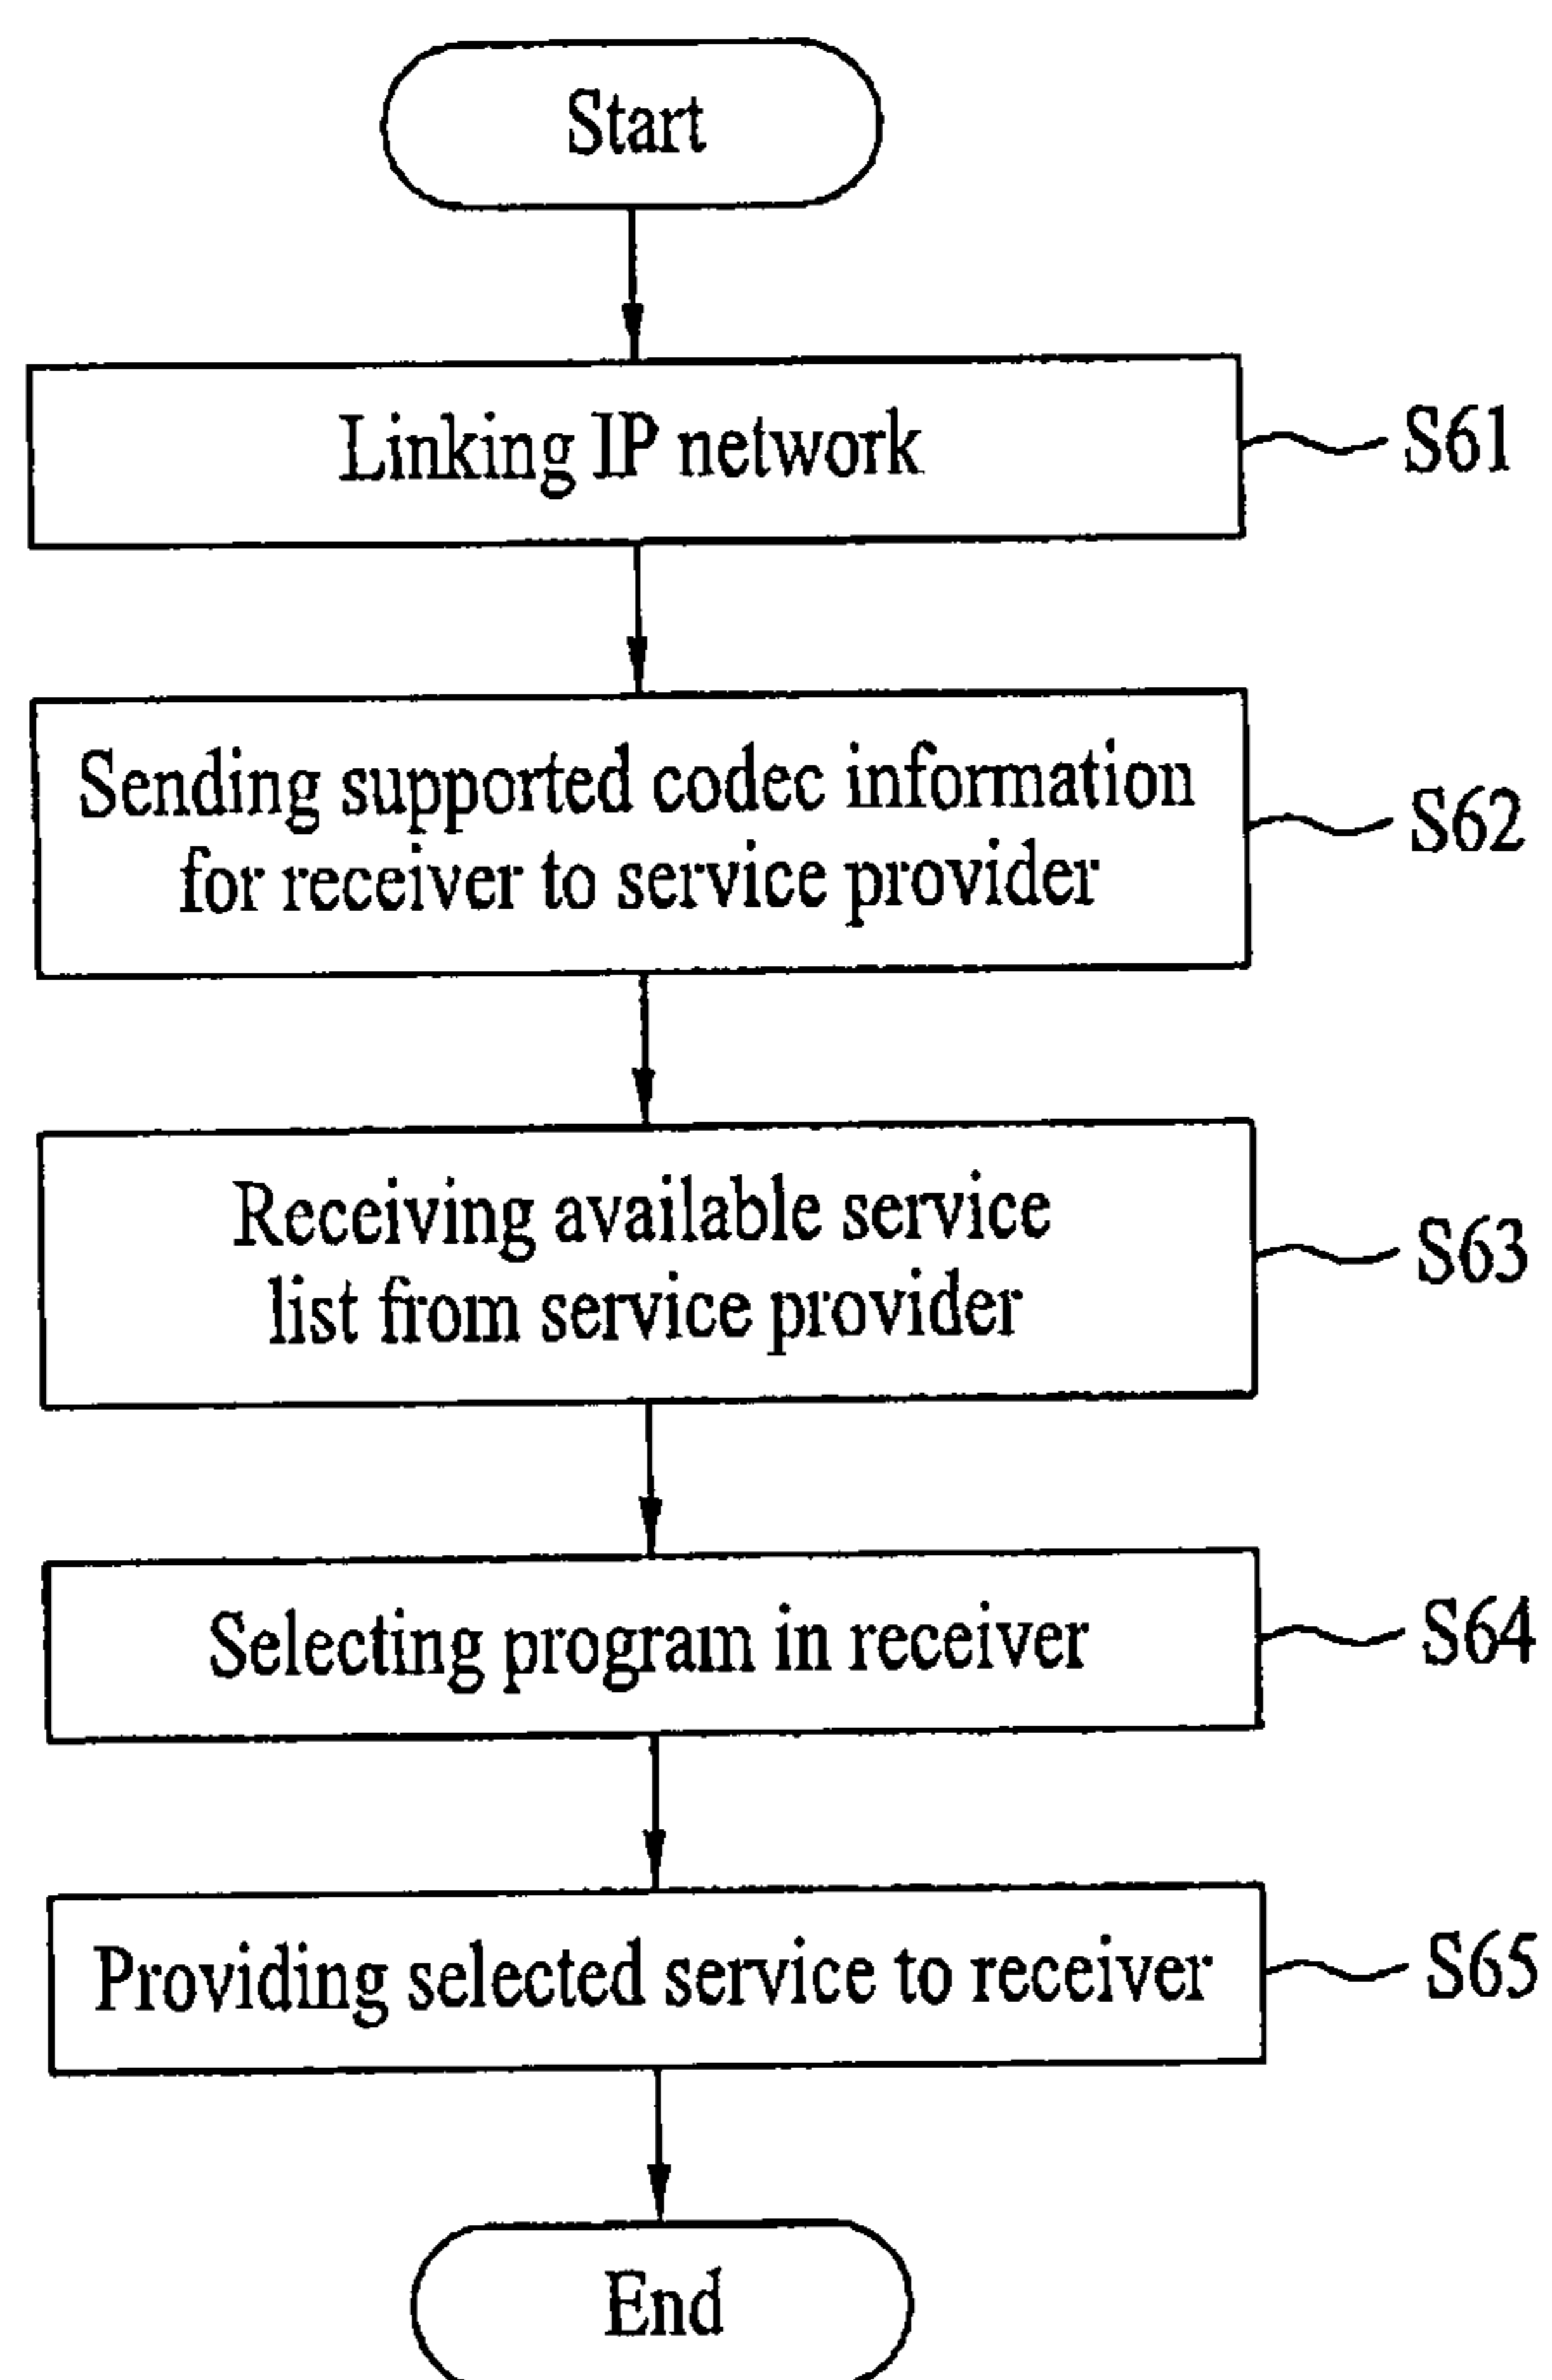 Start
Linking IP network
S61
Sending supported codec information
for receiver to service provider
S62
Receiving available service
list from service provider
S63
Selecting program in receiver
S64
Providing selected service to receiver
S65
End